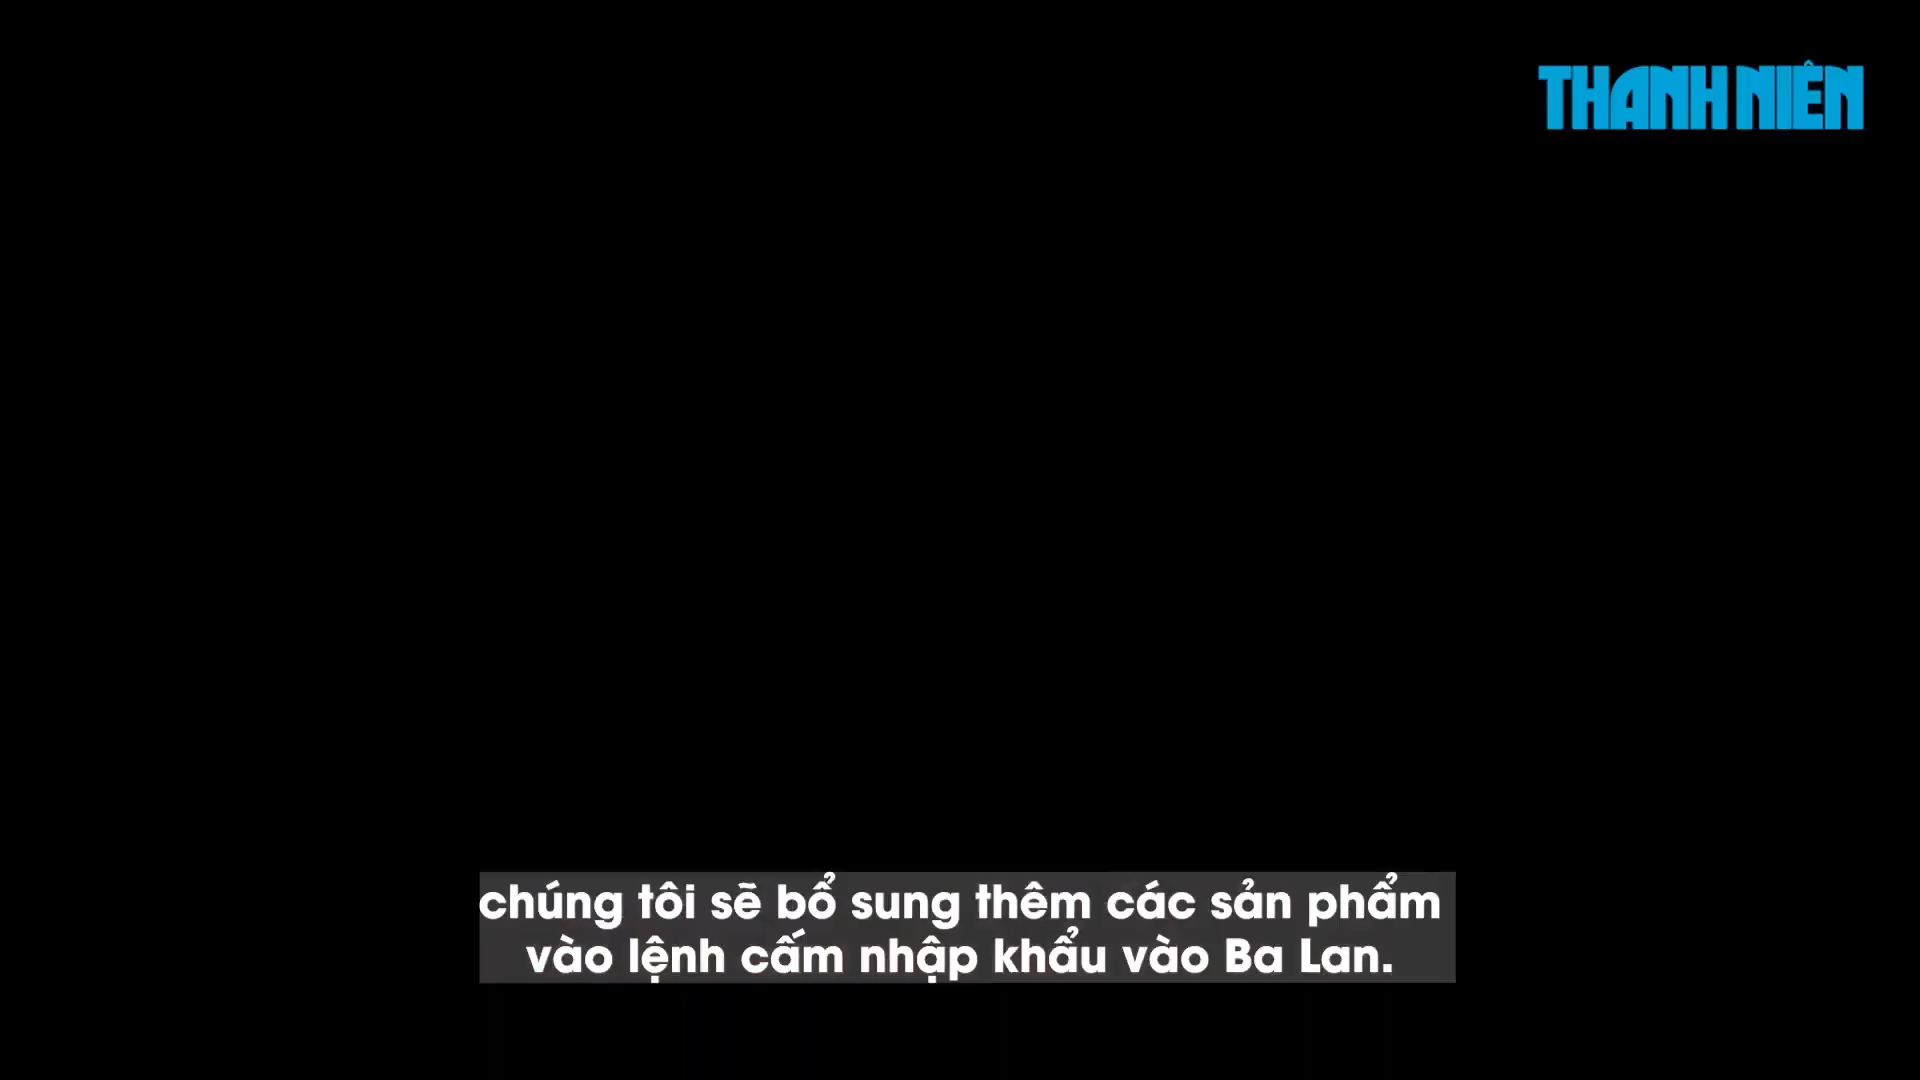 THANH NIÊN
chúng tôi sẽ bổ sung thêm các sản phẩm
vào lệnh cấm nhập khẩu vào Ba Lan.